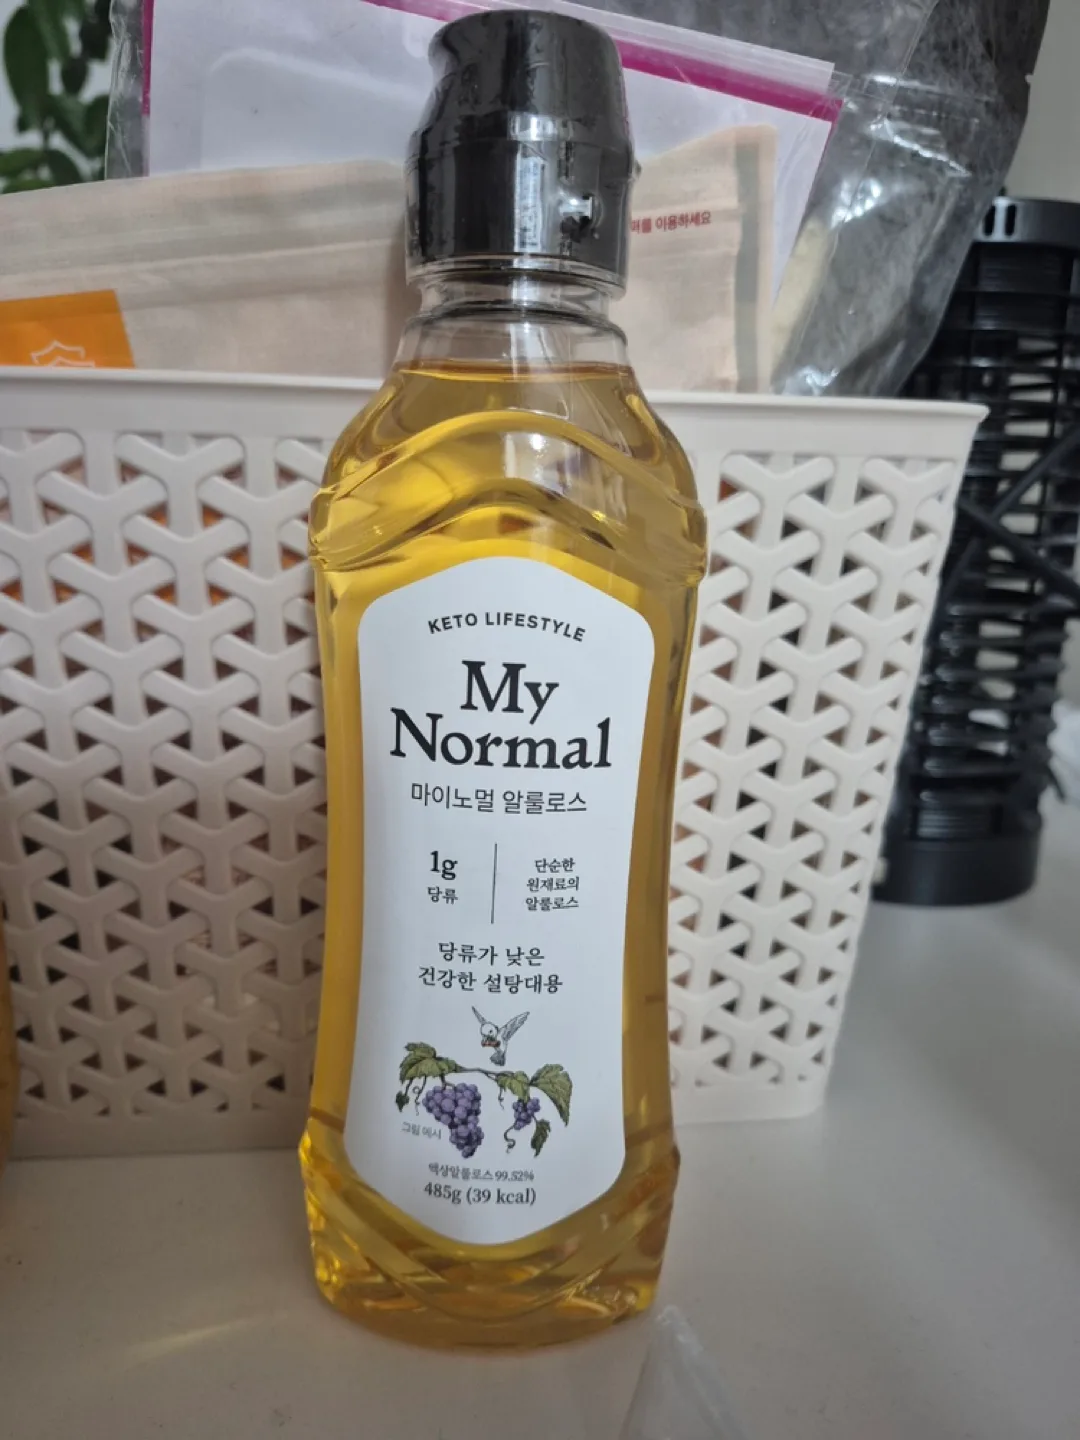 퍼를 이용하세요
KETO LIFESTYLE
My
Normal
마이노멀 알룰로스
1g
당류
단순한
원재료의
알룰로스
당류가 낮은
건강한 설탕대용
그림 예시
액상알룰로스 99.52%
485g (39 kcal)